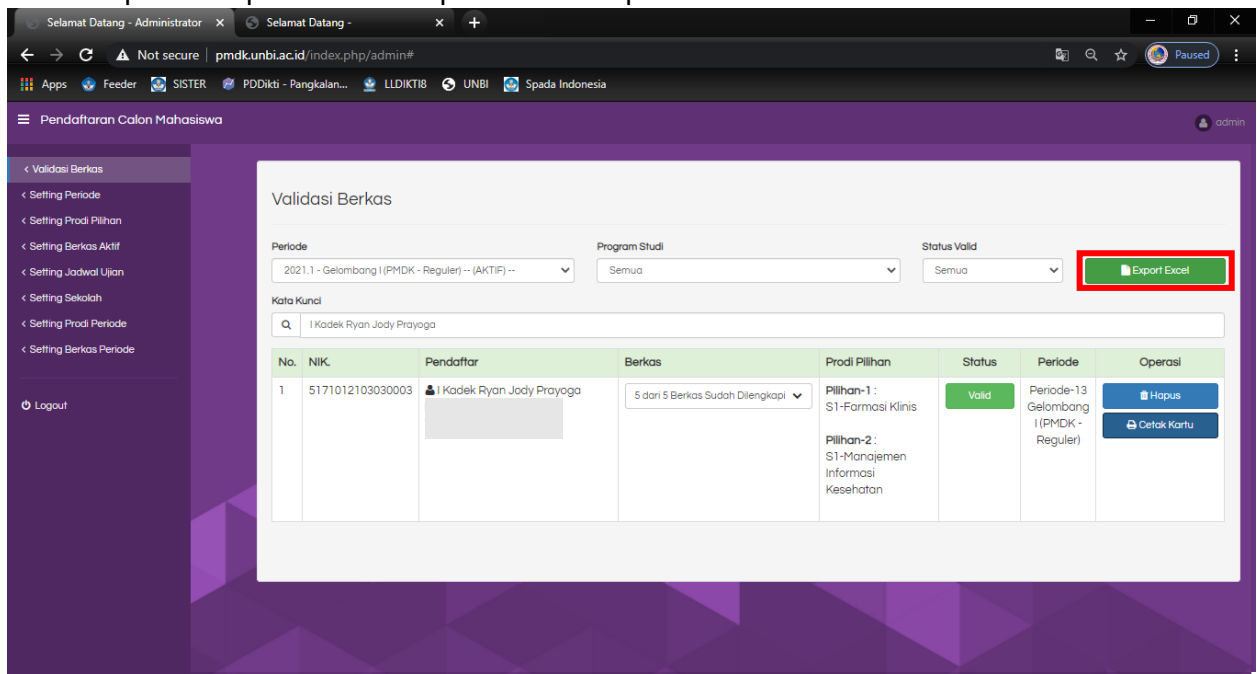 Selamat Datang - Administrator
Selamat Datang -
Not secure | pmdk.unbi.ac.id/index.php/admin#
Paused
Apps Feeder SISTER PDDikti - Pangkalan... LLDIKTI8 UNBI Spada Indonesia
Pendaftaran Calon Mahasiswa
admin
< Validasi Berkas
< Setting Periode
< Setting Prodi Pilihan
< Setting Berkas Aktif
< Setting Jadwal Ujian
< Setting Sekolah
< Setting Prodi Periode
< Setting Berkas Periode
Logout
Validasi Berkas
Periode
Program Studi
Status Valid
2021.1 - Gelombang I (PMDK - Reguler) -- (AKTIF) --
Semua
Semua
Export Excel
Kata Kunci
I Kadek Ryan Jody Prayoga
No. NIK. Pendaftar Berkas Prodi Pilihan Status Periode Operasi
1 5171012103030003 I Kadek Ryan Jody Prayoga
5 dari 5 Berkas Sudah Dilengkapi
Pilihan-1 :
S1-Farmasi Klinis
Pilihan-2 :
S1-Manajemen
Informasi
Kesehatan
Valid
Periode-13
Gelombang
I (PMDK -
Reguler)
Hapus
Cetak Kartu